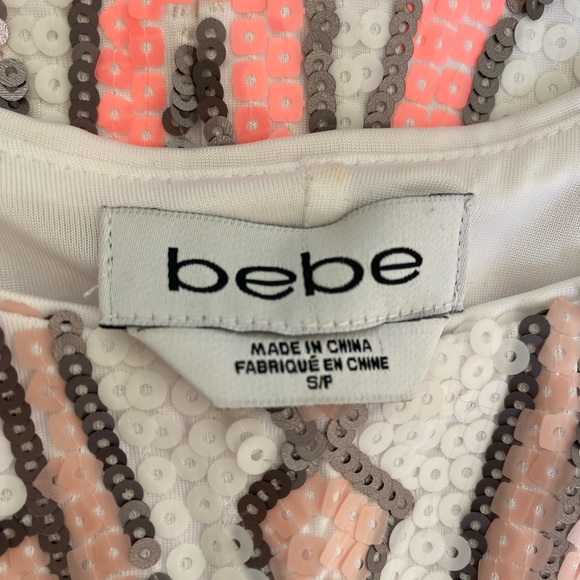 bebe
MADE IN CHINA
FABRIQUÉ EN CHINE
S/P